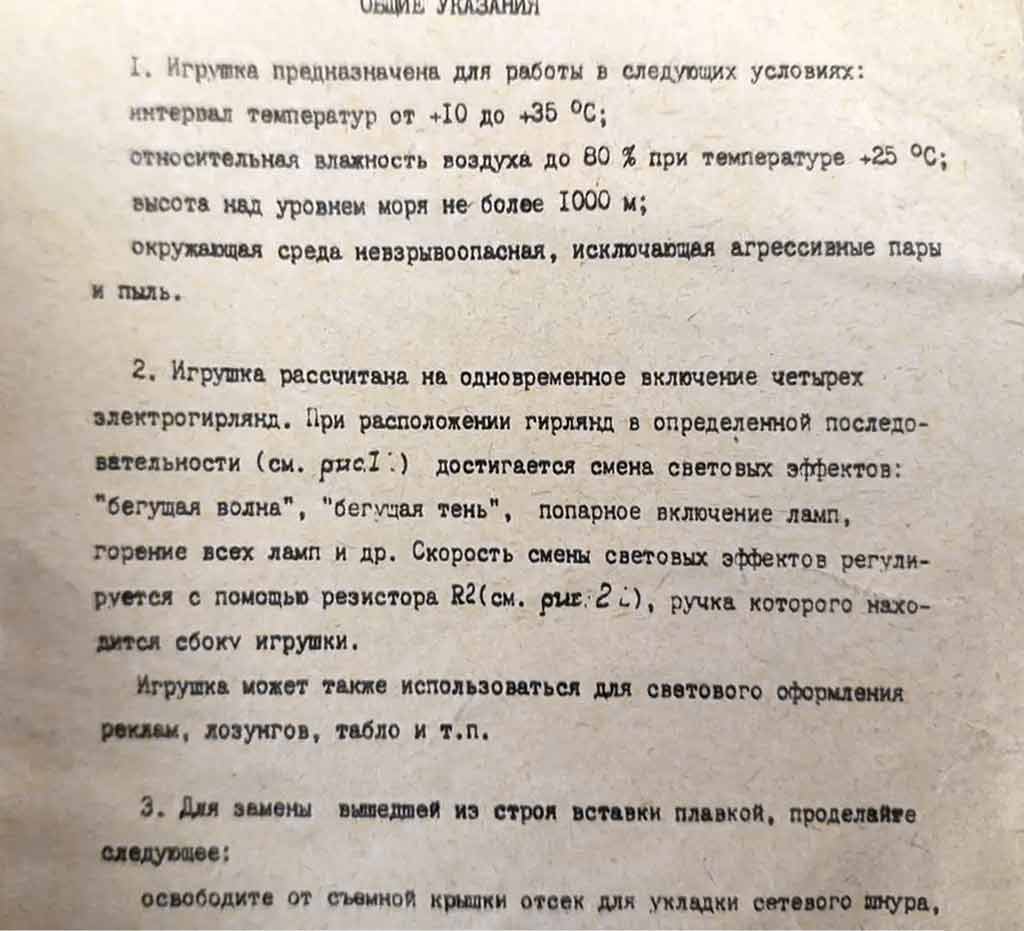 ОБЩИЕ УКАЗАНИЯ
1. Игрушка предназначена для работы в следующих условиях:
интервал температур от +10 до +35 °С;
относительная влажность воздуха до 80 % при температуре +25 °С;
высота над уровнем моря не более 1000 м;
окружающая среда невзрывоопасная, исключающая агрессивные пары
и пыль.
2. Игрушка рассчитана на одновременное включение четырех
электрогирлянд. При расположении гирлянд в определенной последо-
вательности (см. рис.1.) достигается смена световых эффектов:
"бегущая волна", "бегущая тень", попарное включение ламп,
горение всех ламп и др. Скорость смены световых эффектов регули-
руется с помощью резистора R2(см. рис. 2.), ручка которого нахо-
дится сбоку игрушки.
Игрушка может также использоваться для светового оформления
реклам, лозунгов, табло и т.п.
3. Для замены вышедшей из строя вставки плавкой, проделайте
следующее:
освободите от съемной крышки отсек для укладки сетевого шнура,